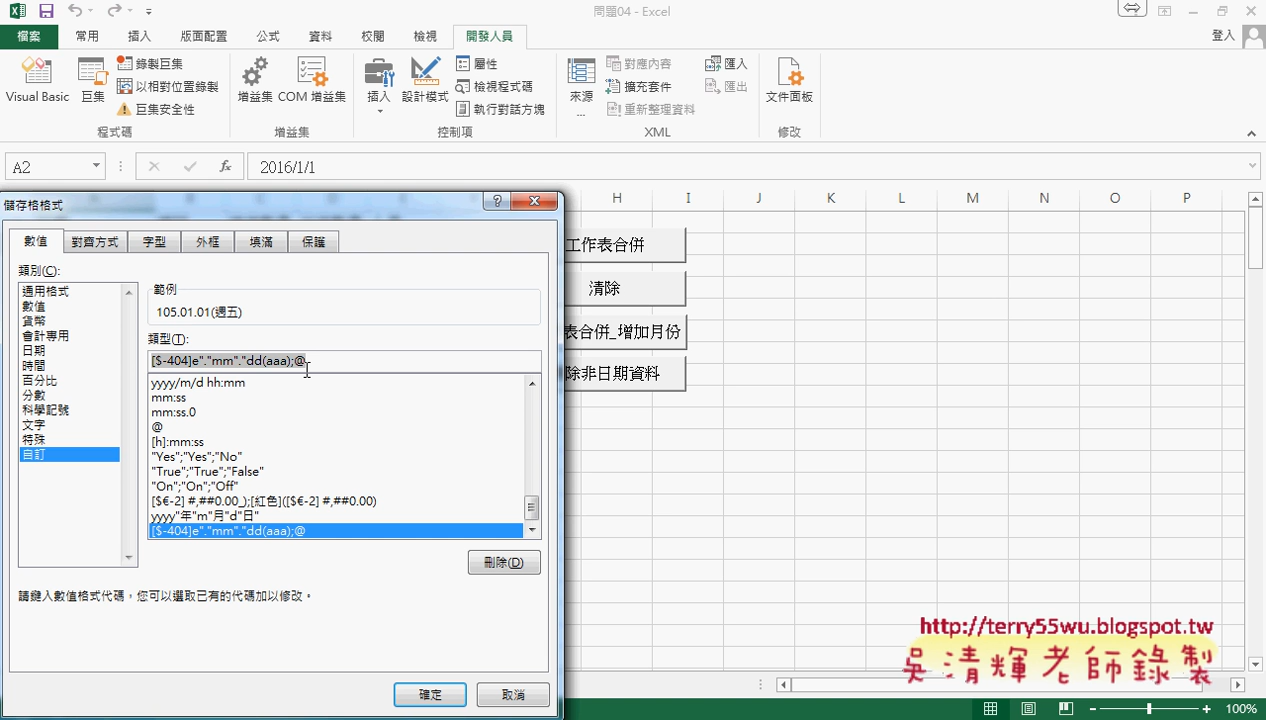 問題04 - Excel
檔案 常用 插入 版面配置 公式 資料 校閱 檢視 開發人員 登入
Visual Basic 巨集 錄製巨集 以相對位置錄製 巨集安全性 程式碼
增益集 COM 增益集 增益集
插入 設計模式 屬性 檢視程式碼 執行對話方塊 控制項
來源 ... 對應內容 擴充套件 重新整理資料 匯入 匯出 XML
文件面板 修改
A2 fx 2016/1/1
H I J K L M N O P
儲存格格式
數值 對齊方式 字型 外框 填滿 保護
類別(C):
通用格式
數值
貨幣
會計專用
日期
時間
百分比
分數
科學記號
文字
特殊
自訂
範例
105.01.01(週五)
類型(T):
[$-404]e"."mm"."dd(aaa);@
yyyy/m/d hh:mm
mm:ss
mm:ss.0
@
[h]:mm:ss
"Yes";"Yes";"No"
"True";"True";"False"
"On";"On";"Off"
[$€-2] #,##0.00_);[紅色]([$€-2] #,##0.00)
yyyy"年"m"月"d"日"
[$-404]e"."mm"."dd(aaa);@
刪除(D)
請鍵入數值格式代碼，您可以選取已有的代碼加以修改。
確定 取消
工作表合併
清除
表合併_增加月份
除非日期資料
http://terry55wu.blogspot.tw
吳清輝老師錄製
100%